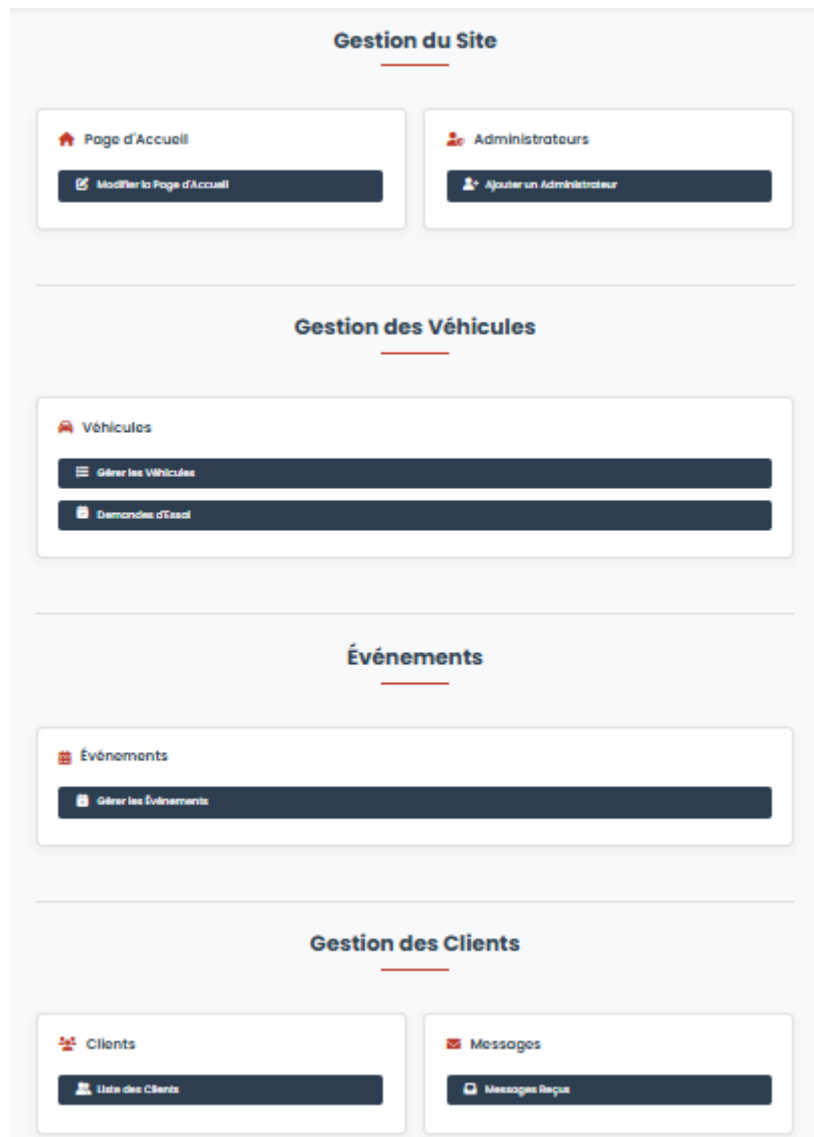 Gestion du Site
Page d'Accueil
Administrateurs
Modifier la Page d'Accueil
Ajouter un Administrateur
Gestion des Véhicules
Véhicules
Gérer les Véhicules
Demandes d'Essai
Événements
Événements
Gérer les Événements
Gestion des Clients
Clients
Messages
Liste des Clients
Messages Reçus